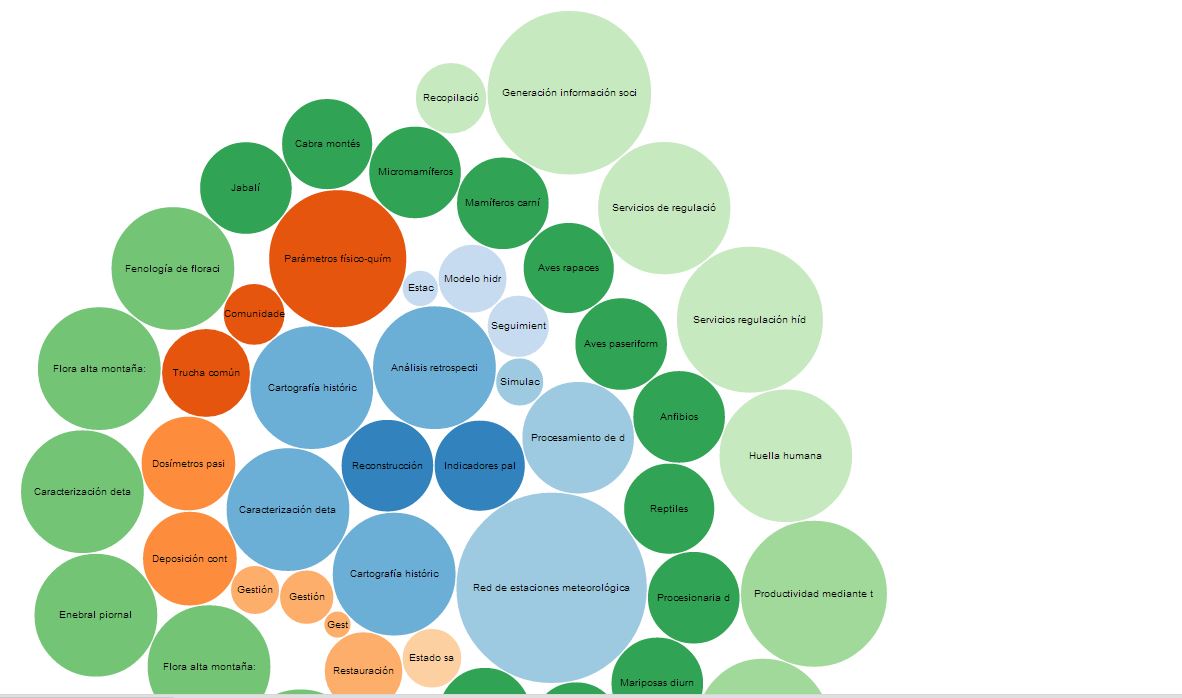 Generación información soci
Recopilació
Cabra montés
Micromamíferos
Jabalí
Mamíferos carní
Servicios de regulació
Parámetros físico-quím
Fenología de floraci
Aves rapaces
Modelo hidr
Estac
Comunidade
Servicios regulación híd
Seguimient
Aves paseriform
Flora alta montaña:
Trucha común
Análisis retrospecti
Cartografía históric
Simulac
Anfibios
Procesamiento de d
Huella humana
Dosímetros pasi
Reconstrucción
Indicadores pal
Caracterización deta
Caracterización deta
Reptiles
Deposición cont
Cartografía históric
Red de estaciones meteorológica
Gestión
Gestión
Procesionaria d
Productividad mediante t
Enebral piornal
Gest
Estado sa
Flora alta montaña:
Restauración
Mariposas diurn